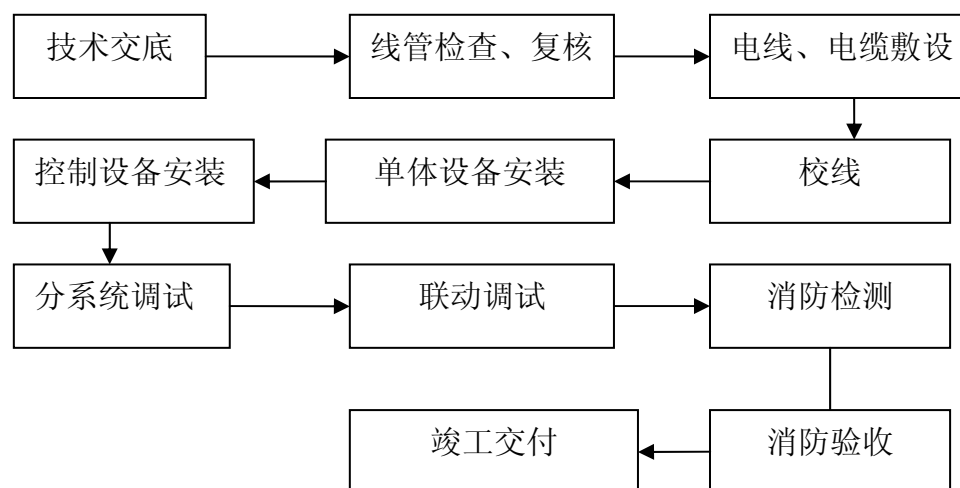 技术交底
线管检查、复核
电线、电缆敷设
校线
单体设备安装
控制设备安装
分系统调试
联动调试
消防检测
消防验收
竣工交付